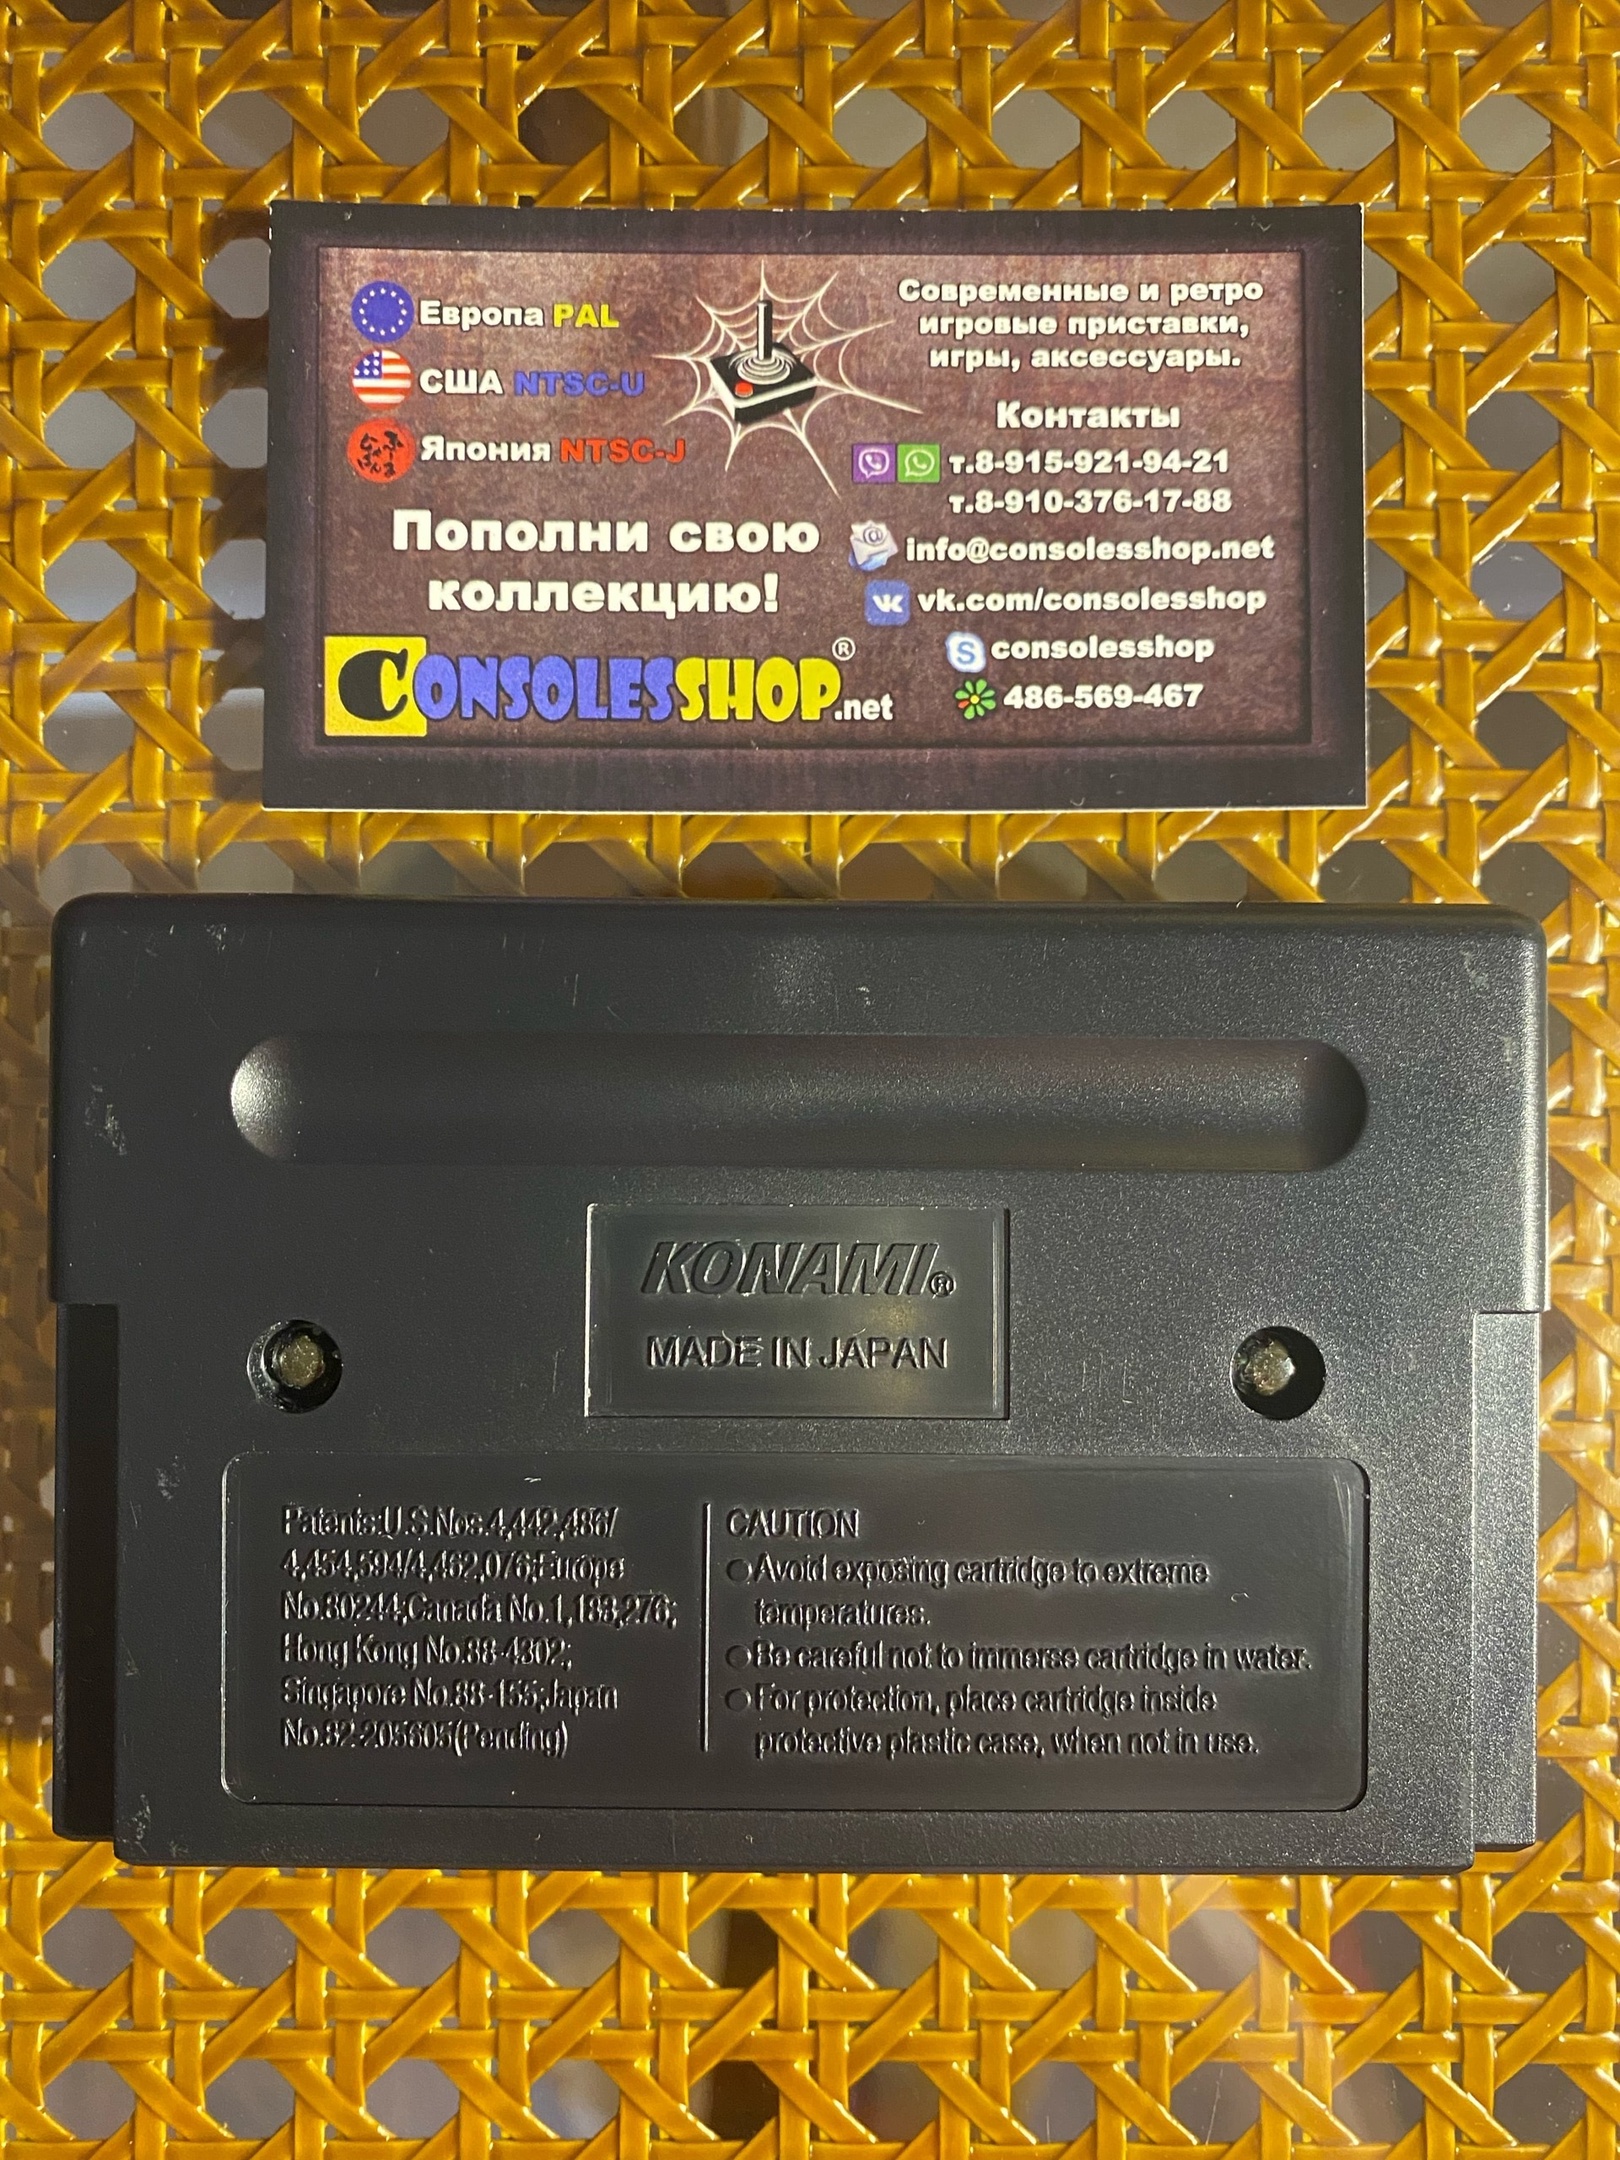 Европа PAL
США NTSC-U
Япония NTSC-J
Пополни свою
коллекцию!
CONSOLESSHOP®.net
Современные и ретро
игровые приставки,
игры, аксессуары.
Контакты
т.8-915-921-94-21
т.8-910-376-17-88
info@consolesshop.net
vk.com/consolesshop
consolesshop
486-569-467
KONAMI®
MADE IN JAPAN
Patents:U.S.Nos.4,442,486/
4,454,594/4,462,076;Europe
No.80244;Canada No.1,183,276;
Hong Kong No.88-4302;
Singapore No.88-155;Japan
No.82-205605(Pending)
CAUTION
Avoid exposing cartridge to extreme
temperatures.
Be careful not to immerse cartridge in water.
For protection, place cartridge inside
protective plastic case, when not in use.